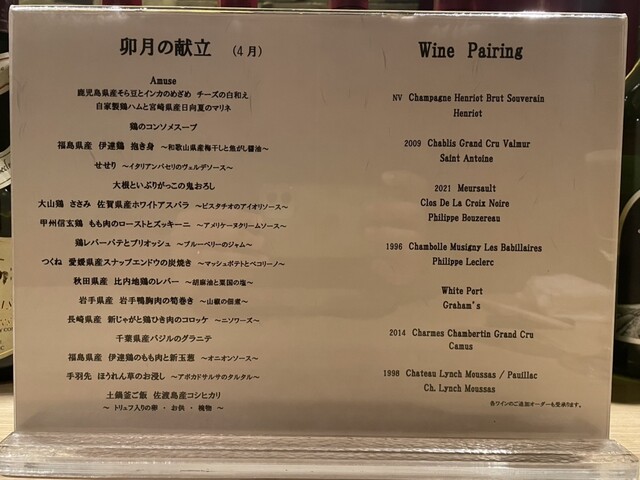 卯月の献立 (4月)
Amuse
鹿児島県産そら豆とインカのめざめ チーズの白和え
自家製鶏ハムと宮崎県産日向夏のマリネ
鶏のコンソメスープ
福島県産 伊達鶏 抱き身 ～和歌山県産梅干しと焦がし醤油～
せせり ～イタリアンパセリのヴェルデソース～
大根といぶりがっこの鬼おろし
大山鶏 ささみ 佐賀県産ホワイトアスパラ ～ピスタチオのアイオリソース～
甲州信玄鶏 もも肉のローストとズッキーニ ～アメリケーヌクリームソース～
鶏レバーパテとブリオッシュ ～ブルーベリーのジャム～
つくね 愛媛県産スナップエンドウの炭焼き ～マッシュポテトとペコリーノ～
秋田県産 比内地鶏のレバー ～胡麻油と粟国の塩～
岩手県産 岩手鴨胸肉の筍巻き ～山椒の佃煮～
長崎県産 新じゃがと鶏ひき肉のコロッケ ～ニソワーズ～
千葉県産バジルのグラニテ
福島県産 伊達鶏のもも肉と新玉葱 ～オニオンソース～
手羽先 ほうれん草のお浸し ～アボカドサルサのタルタル～
土鍋釜ご飯 佐渡島産コシヒカリ
～ トリュフ入りの卵 ・ お供 ・ 椀物 ～
Wine Pairing
NV Champagne Henriot Brut Souverain
Henriot
2009 Chablis Grand Cru Valmur
Saint Antoine
2021 Meursault
Clos De La Croix Noire
Philippe Bouzereau
1996 Chambolle Musigny Les Babillaires
Philippe Leclerc
White Port
Graham's
2014 Charmes Chambertin Grand Cru
Camus
1998 Chateau Lynch Moussas / Pauillac
Ch. Lynch Moussas
各ワインのご追加オーダーも受承ります。